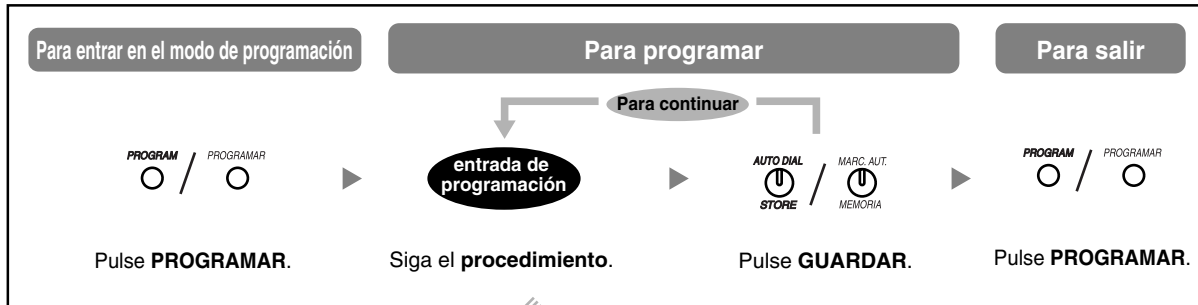 Para entrar en el modo de programación
Para programar
Para salir
Para continuar
PROGRAM / PROGRAMAR
entrada de
programación
AUTO DIAL / MARC. AUT.
STORE MEMORIA
PROGRAM / PROGRAMAR
Pulse PROGRAMAR.
Siga el procedimiento.
Pulse GUARDAR.
Pulse PROGRAMAR.